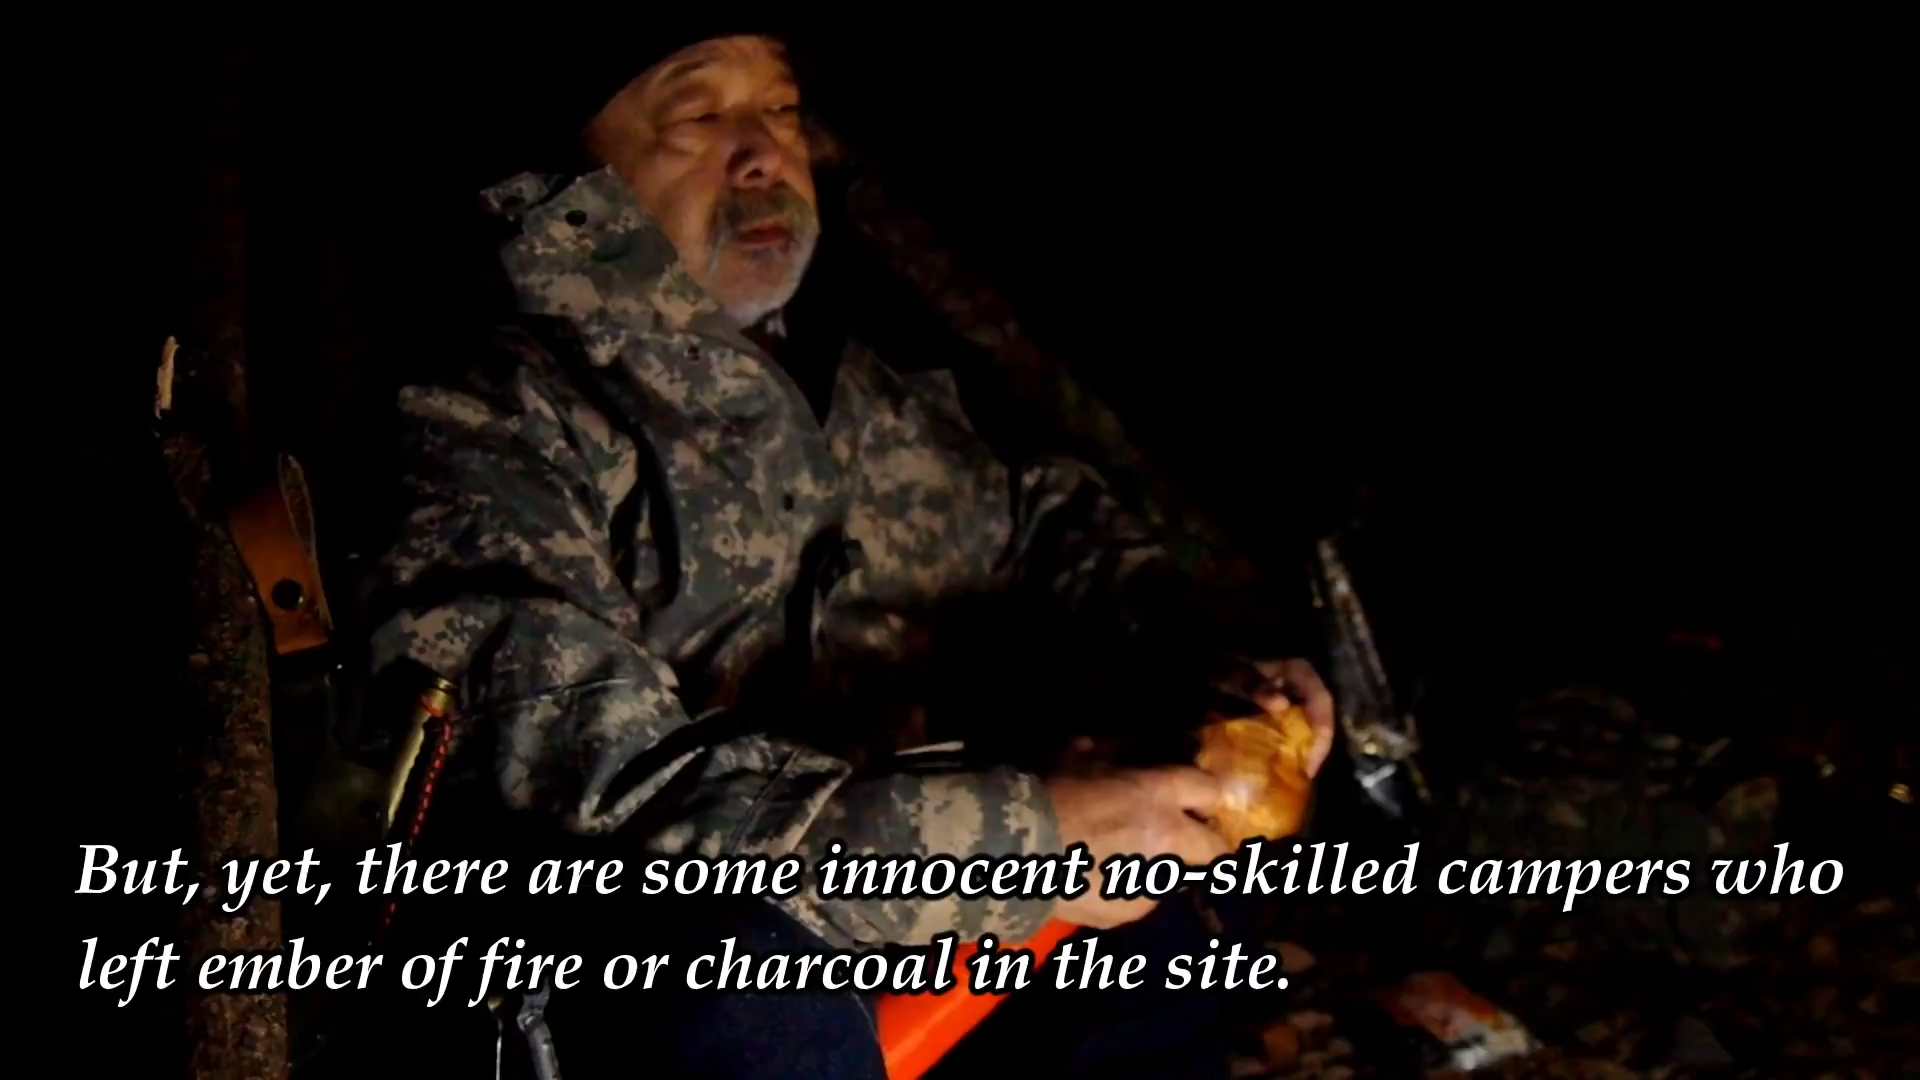 But, yet, there are some innocent no-skilled campers who
left ember of fire or charcoal in the site.